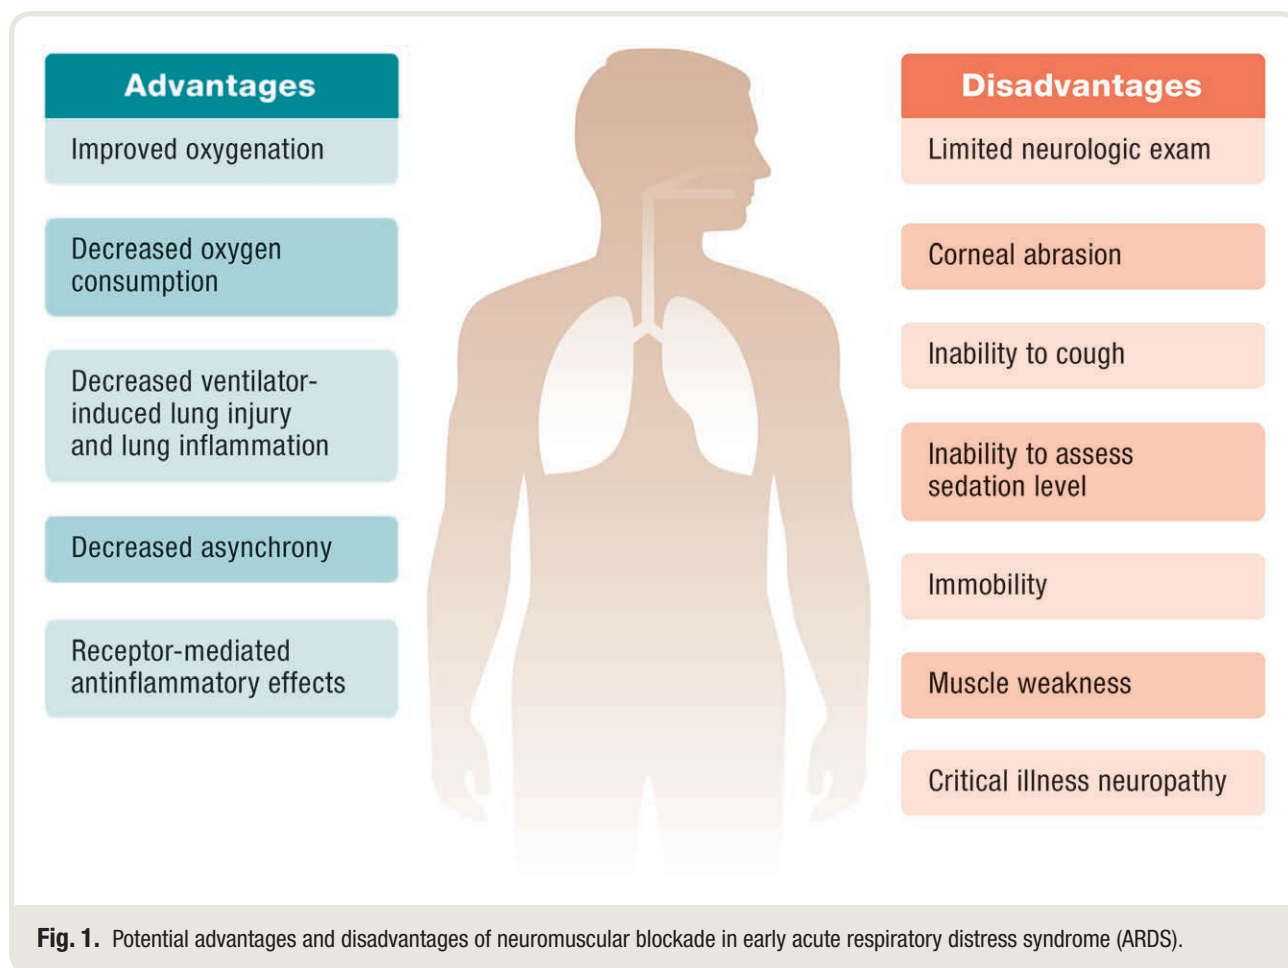 Advantages
Improved oxygenation
Decreased oxygen
consumption
Decreased ventilator-
induced lung injury
and lung inflammation
Decreased asynchrony
Receptor-mediated
antinflammatory effects
Disadvantages
Limited neurologic exam
Corneal abrasion
Inability to cough
Inability to assess
sedation level
Immobility
Muscle weakness
Critical illness neuropathy
Fig. 1. Potential advantages and disadvantages of neuromuscular blockade in early acute respiratory distress syndrome (ARDS).